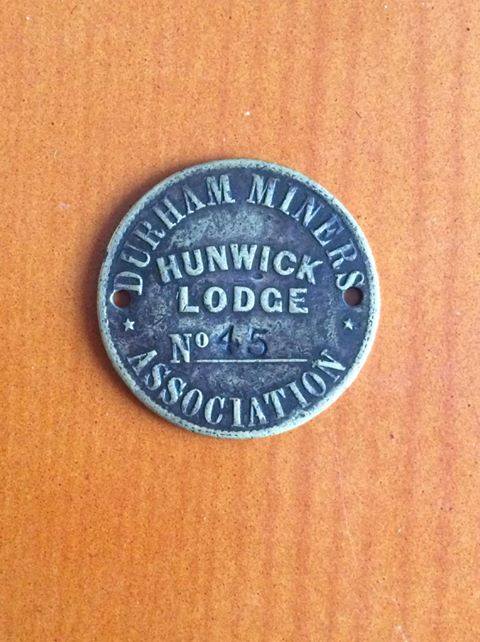 DURHAM MINERS
HUNWICK
LODGE
Nº 45
ASSOCIATION